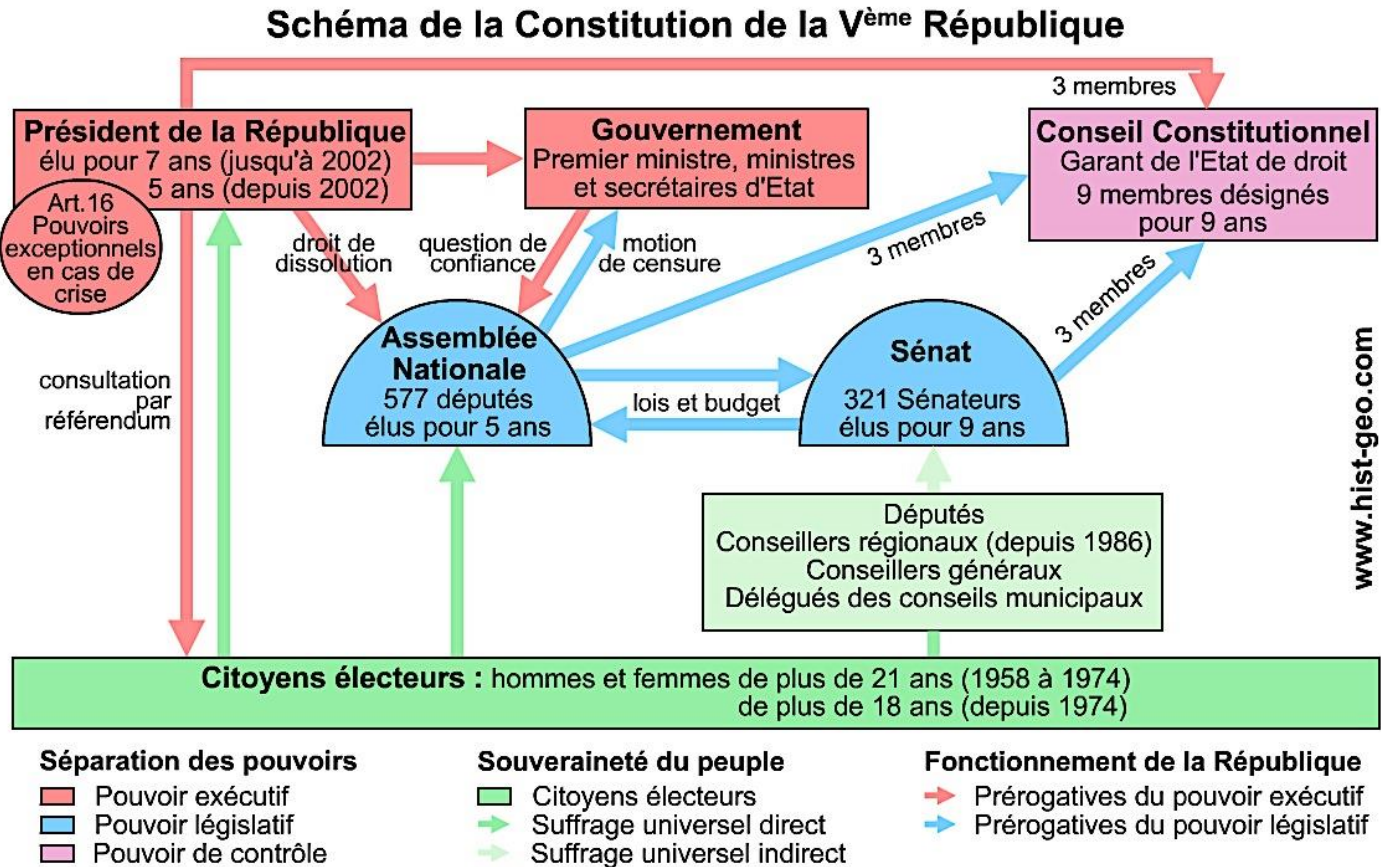 Schéma de la Constitution de la Vème République
3 membres
Président de la République
élu pour 7 ans (jusqu'à 2002)
5 ans (depuis 2002)
Art.16
Pouvoirs
exceptionnels
en cas de
crise
Gouvernement
Premier ministre, ministres
et secrétaires d'Etat
Conseil Constitutionnel
Garant de l'Etat de droit
9 membres désignés
pour 9 ans
droit de
dissolution
question de
confiance
motion
de censure
3 membres
3 membres
Assemblée
Nationale
577 députés
élus pour 5 ans
lois et budget
Sénat
321 Sénateurs
élus pour 9 ans
consultation
par
référendum
www.hist-geo.com
Députés
Conseillers régionaux (depuis 1986)
Conseillers généraux
Délégués des conseils municipaux
Citoyens électeurs : hommes et femmes de plus de 21 ans (1958 à 1974)
de plus de 18 ans (depuis 1974)
Séparation des pouvoirs
Pouvoir exécutif
Pouvoir législatif
Pouvoir de contrôle
Souveraineté du peuple
Citoyens électeurs
Suffrage universel direct
Suffrage universel indirect
Fonctionnement de la République
Prérogatives du pouvoir exécutif
Prérogatives du pouvoir législatif